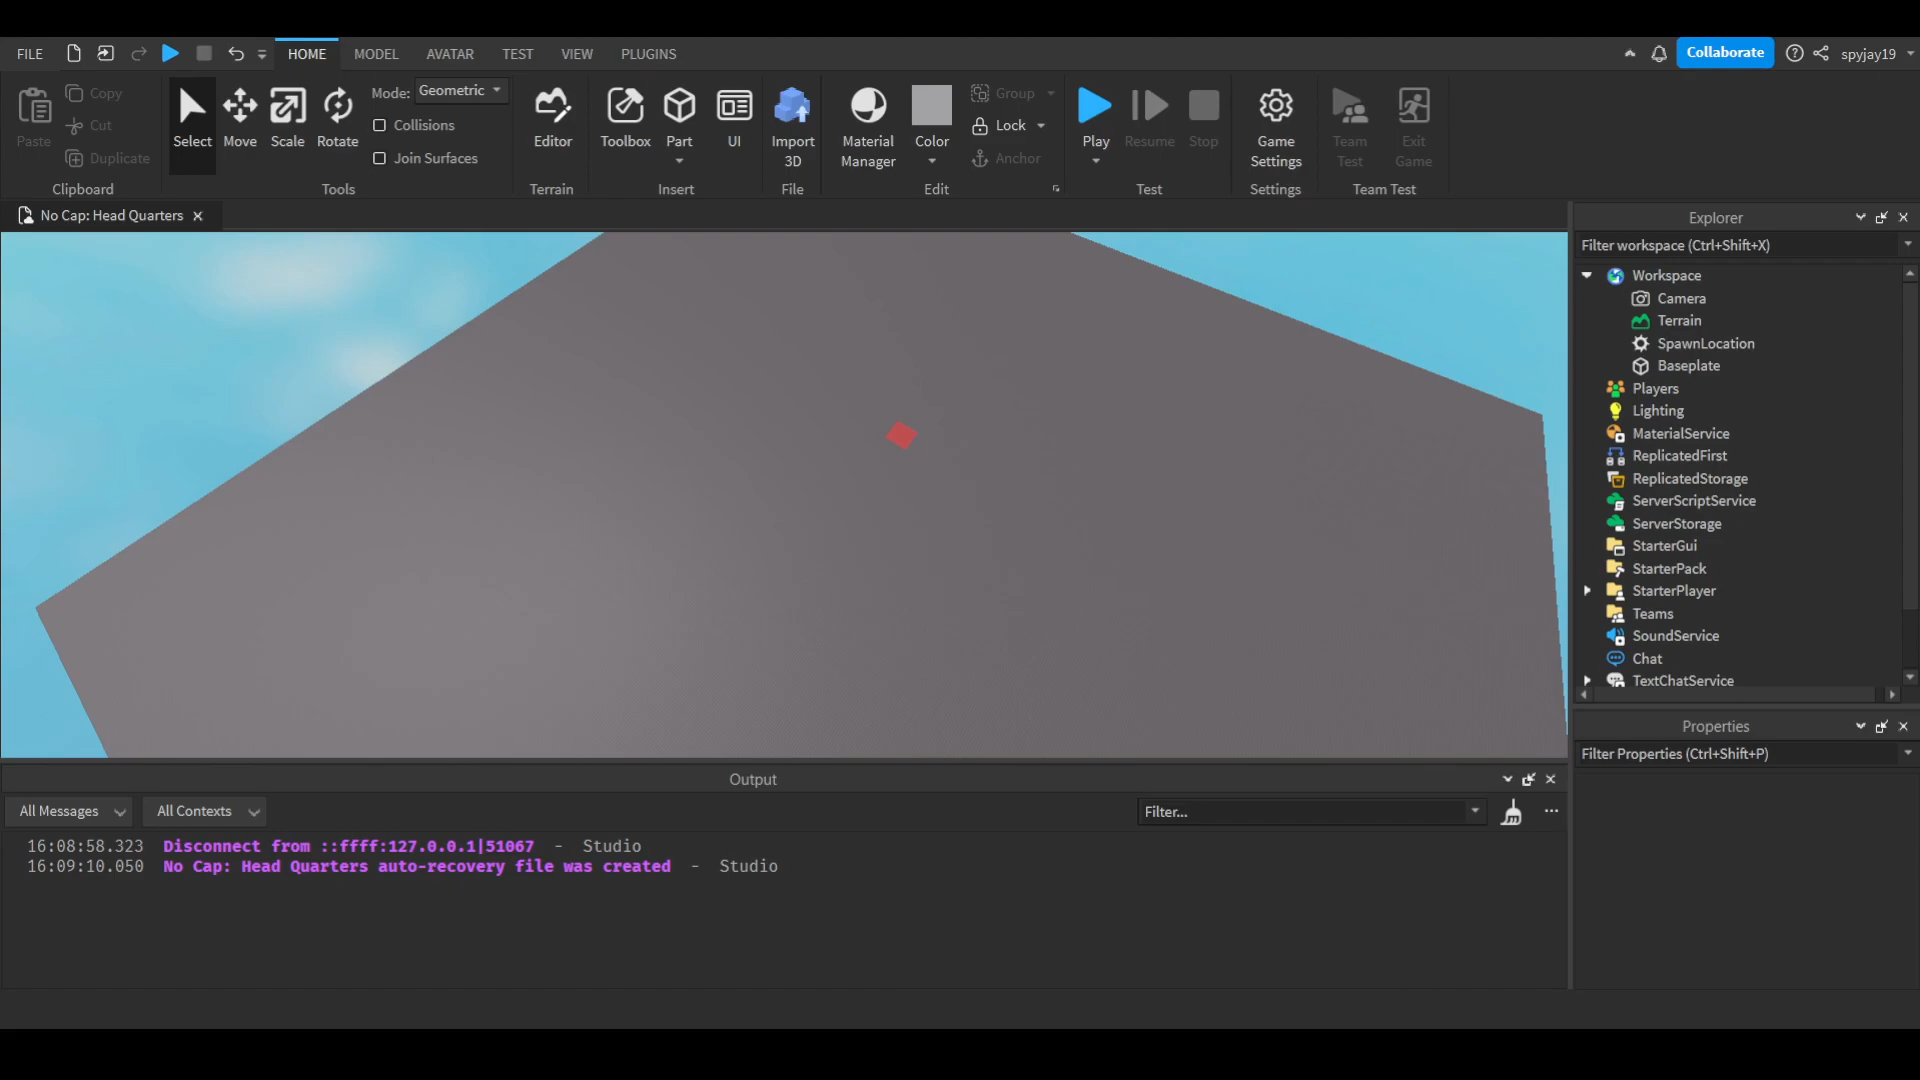 FILE
HOME
MODEL
AVATAR
TEST
VIEW
PLUGINS
Collaborate
spyjay19
Paste
Copy
Cut
Duplicate
Clipboard
Select
Move
Scale
Rotate
Mode:
Geometric
Collisions
Join Surfaces
Tools
Editor
Terrain
Toolbox
Part
UI
Insert
Import
3D
File
Material
Manager
Color
Group
Lock
Anchor
Edit
Play
Resume
Stop
Test
Game
Settings
Settings
Team
Test
Exit
Game
Team Test
No Cap: Head Quarters
Explorer
Filter workspace (Ctrl+Shift+X)
Workspace
Camera
Terrain
SpawnLocation
Baseplate
Players
Lighting
MaterialService
ReplicatedFirst
ReplicatedStorage
ServerScriptService
ServerStorage
StarterGui
StarterPack
StarterPlayer
Teams
SoundService
Chat
TextChatService
Properties
Filter Properties (Ctrl+Shift+P)
Output
All Messages
All Contexts
Filter...
16:08:58.323 Disconnect from ::ffff:127.0.0.1|51067 - Studio
16:09:10.050 No Cap: Head Quarters auto-recovery file was created - Studio